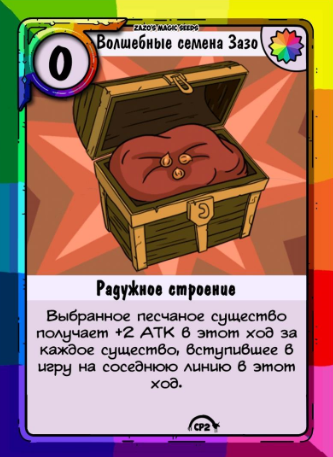 ZAZO'S MAGIC SEEDS
0
Волшебные семена Зазо
Радужное строение
Выбранное песчаное существо
получает +2 АТК в этот ход за
каждое существо, вступившее в
игру на соседнюю линию в этот
ход.
CP2